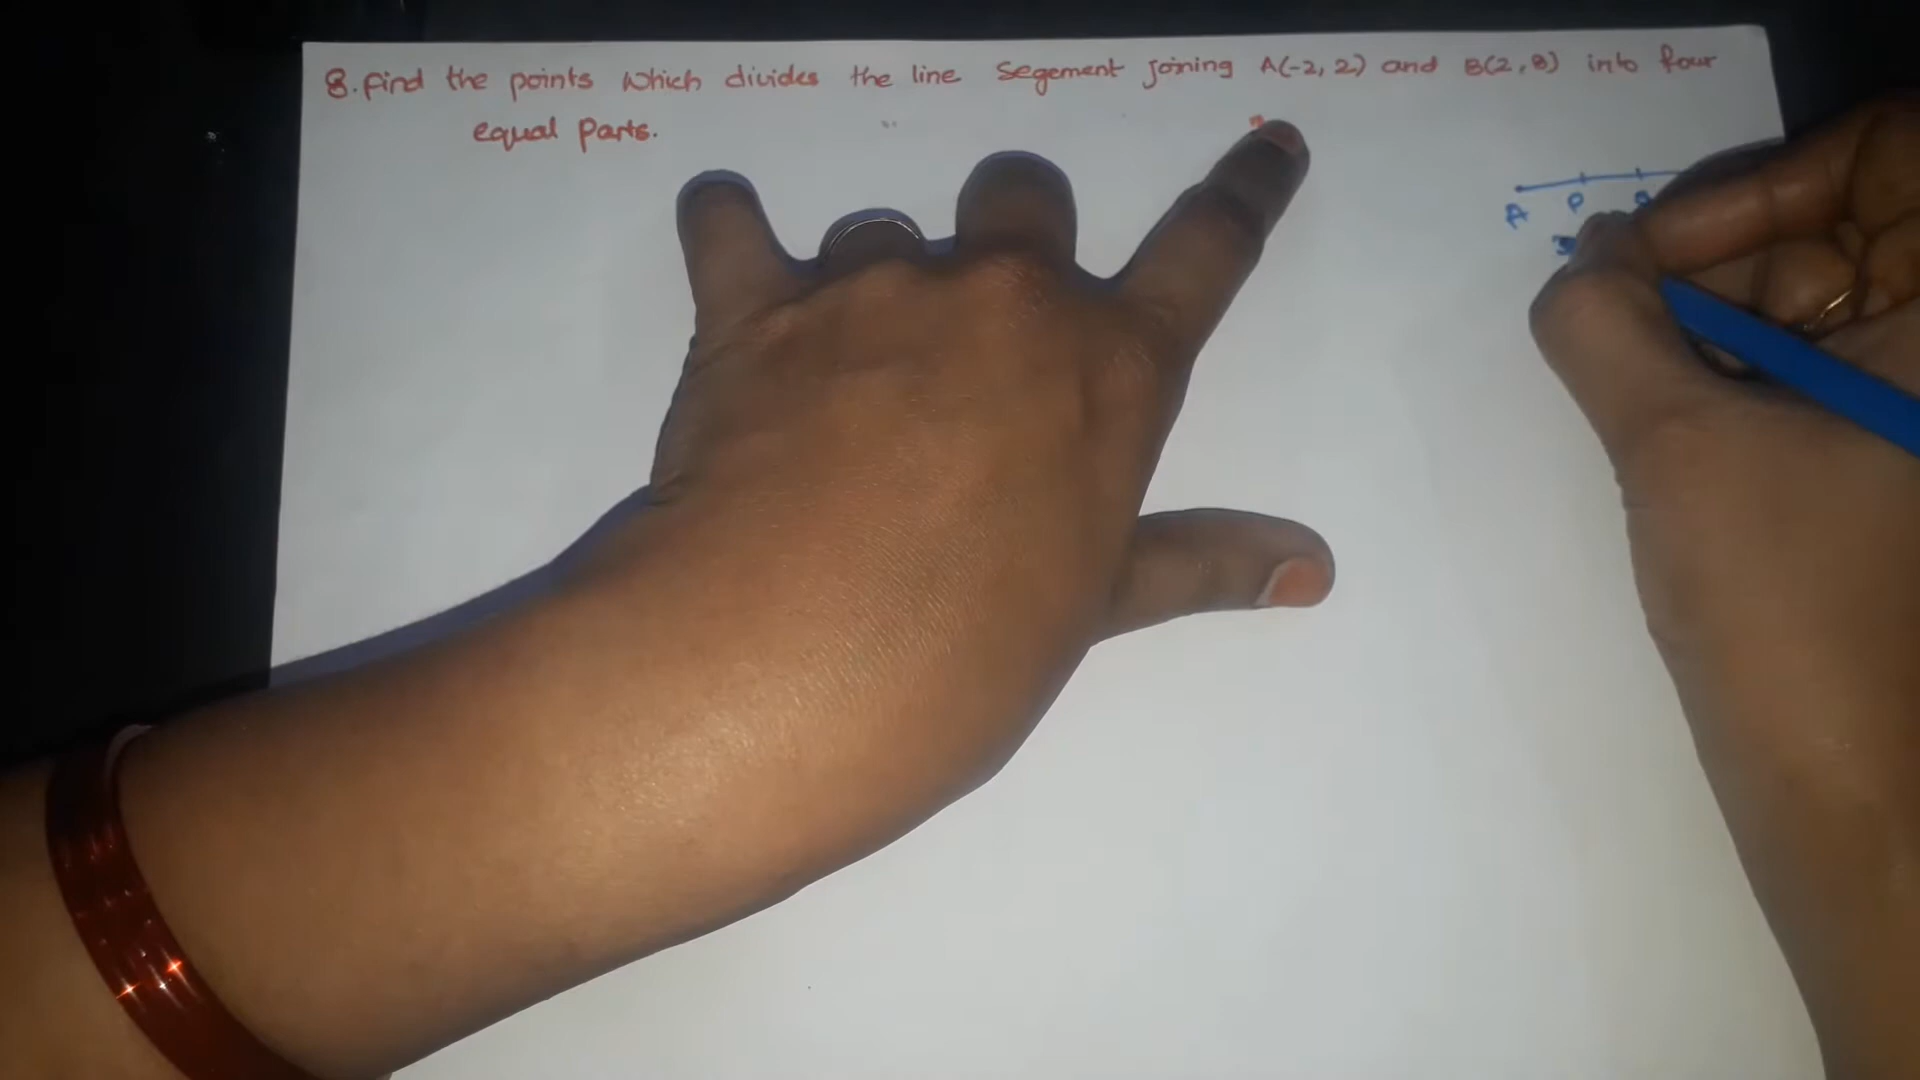 8. find the points which divides the line segement joining A(-2, 2) and B(2, 8) into four
equal parts.
A P Q